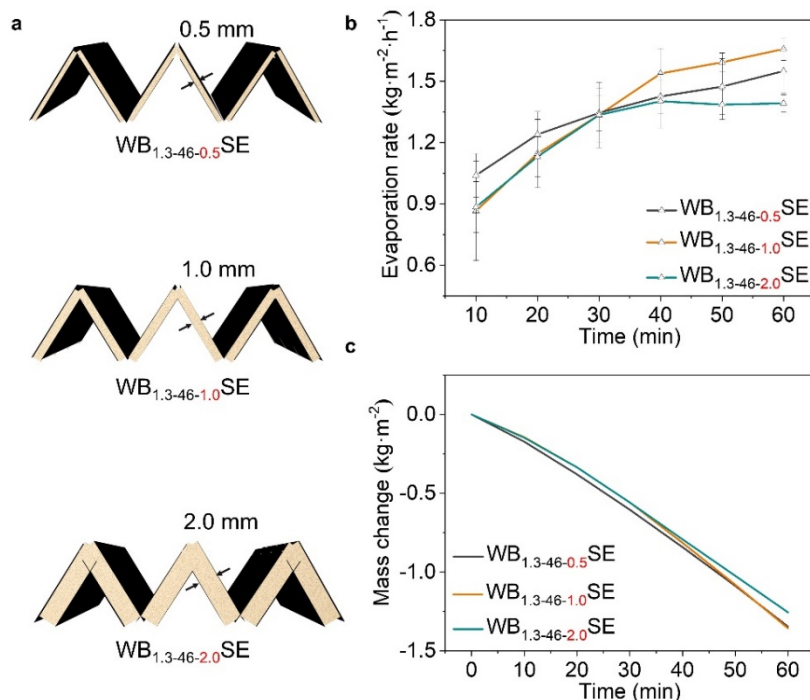 a
0.5 mm
WB1.3-46-0.5SE
1.0 mm
WB1.3-46-1.0SE
2.0 mm
WB1.3-46-2.0SE
b
Evaporation rate (kg·m-2·h-1)
1.8
1.5
1.2
0.9
0.6
WB1.3-46-0.5SE
WB1.3-46-1.0SE
WB1.3-46-2.0SE
10 20 30 40 50 60
Time (min)
c
Mass change (kg·m-2)
0.0
-0.5
-1.0
-1.5
WB1.3-46-0.5SE
WB1.3-46-1.0SE
WB1.3-46-2.0SE
0 10 20 30 40 50 60
Time (min)